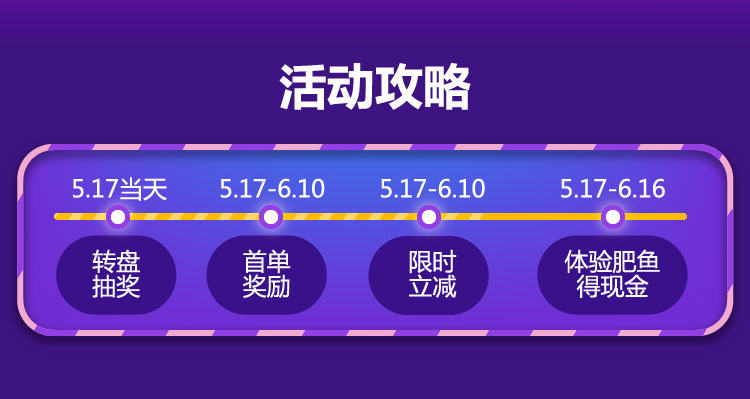 活动攻略
5.17当天
5.17-6.10
5.17-6.10
5.17-6.16
转盘
抽奖
首单
奖励
限时
立减
体验肥鱼
得现金